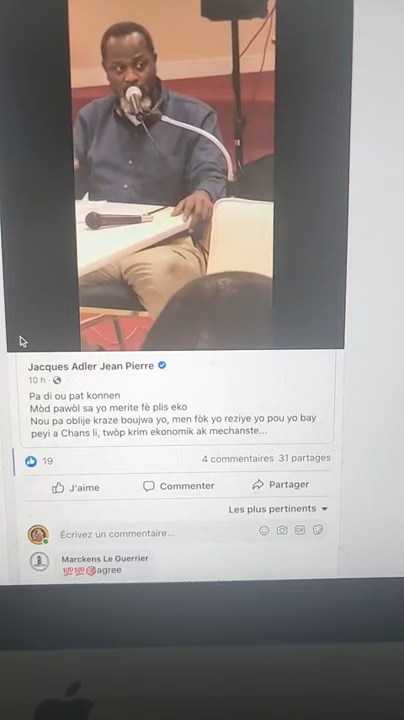 Jacques Adler Jean Pierre
10 h ·
Pa di ou pat konnen
Mòd pawòl sa yo merite fè plis eko
Nou pa oblije kraze boujwa yo, men fòk yo reziye yo pou yo bay
peyi a Chans li, twòp krim ekonomik ak mechanste...
19
4 commentaires 31 partages
J'aime
Commenter
Partager
Les plus pertinents
Écrivez un commentaire...
GIF
Marckens Le Guerrier
💯💯🎯agree